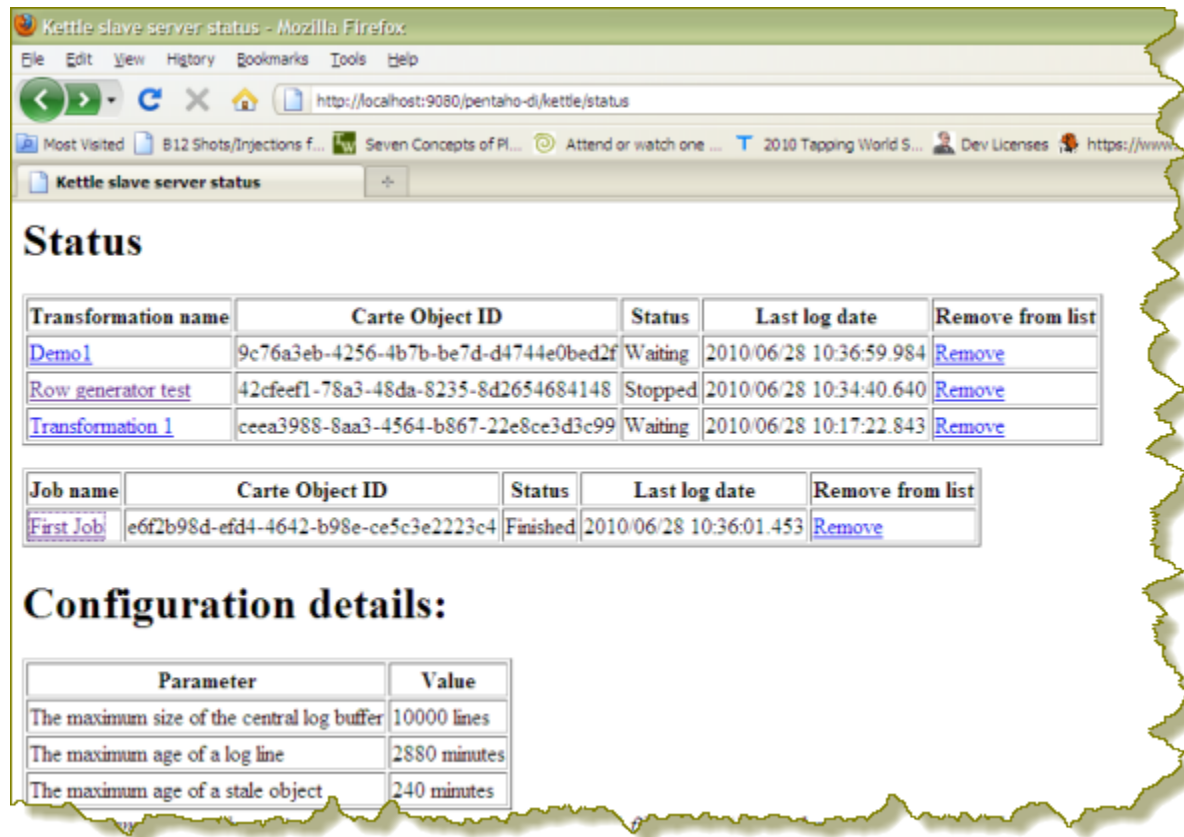 Kettle slave server status - Mozilla Firefox
File Edit View History Bookmarks Tools Help
http://localhost:9080/pentaho-di/kettle/status
Most Visited B12 Shots/Injections f... Seven Concepts of Pl... Attend or watch one ... 2010 Tapping World S... Dev Licenses https://www.
Kettle slave server status
Status
Transformation name Carte Object ID Status Last log date Remove from list
Demo1 9c76a3eb-4256-4b7b-be7d-d4744e0bed2f Waiting 2010/06/28 10:36:59.984 Remove
Row generator test 42cfeef1-78a3-48da-8235-8d2654684148 Stopped 2010/06/28 10:34:40.640 Remove
Transformation 1 ceea3988-8aa3-4564-b867-22e8ce3d3c99 Waiting 2010/06/28 10:17:22.843 Remove
Job name Carte Object ID Status Last log date Remove from list
First Job e6f2b98d-efd4-4642-b98e-ce5c3e2223c4 Finished 2010/06/28 10:36:01.453 Remove
Configuration details:
Parameter Value
The maximum size of the central log buffer 10000 lines
The maximum age of a log line 2880 minutes
The maximum age of a stale object 240 minutes